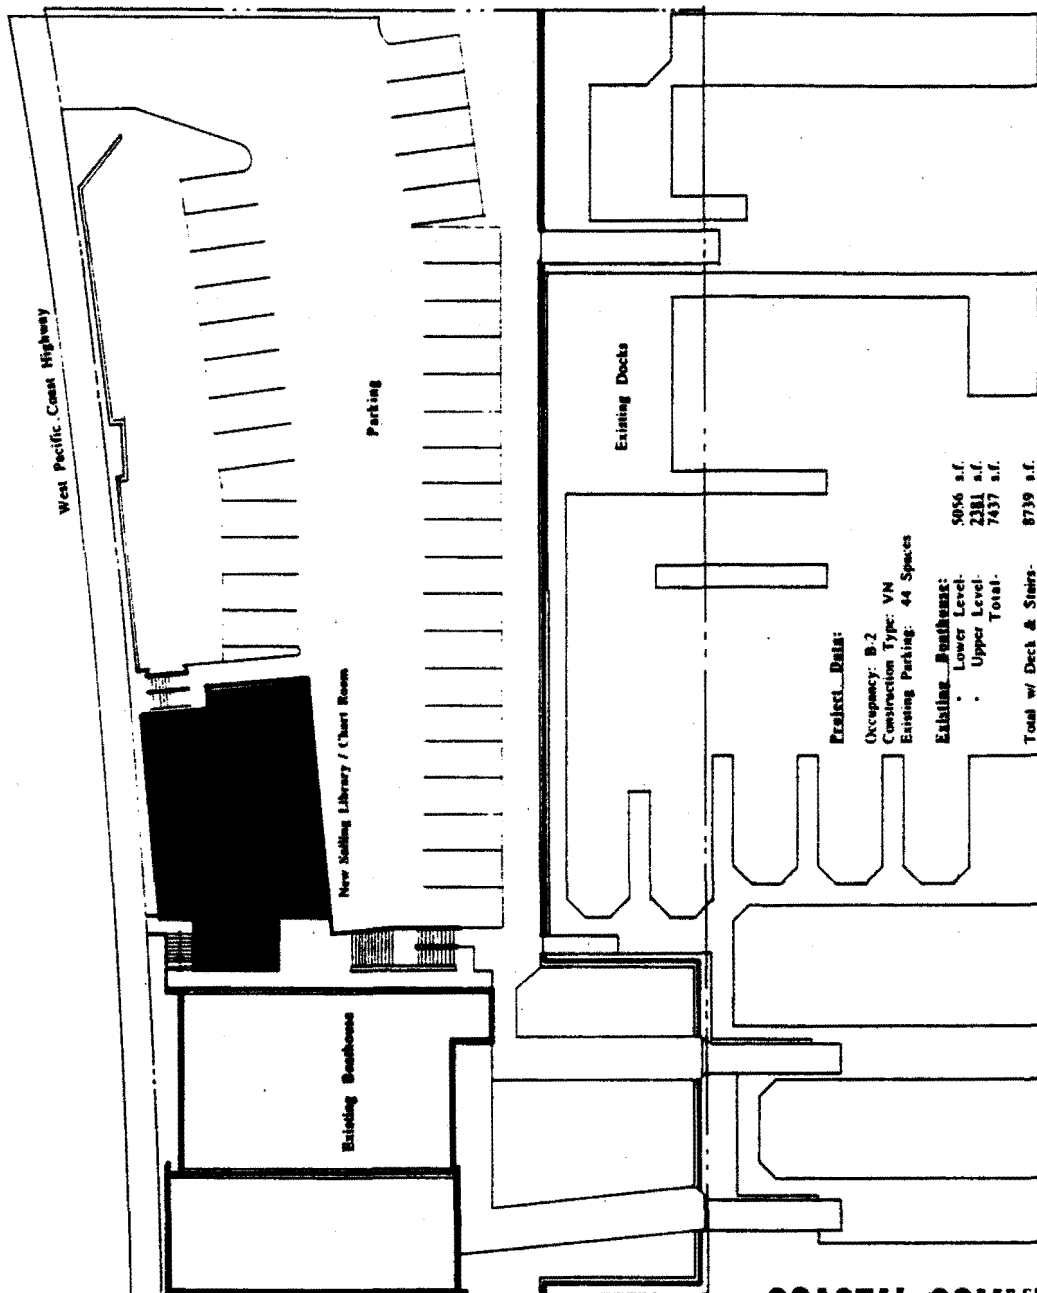 West Pacific Coast Highway
Parking
New Sailing Library / Chart Room
Existing Docks
Existing Boathouse
Project Data:
Occupancy: B-2
Construction Type: VN
Existing Parking: 44 Spaces
Existing Boathouse:
· Lower Level- 5056 s.f.
· Upper Level- 2381 s.f.
Total- 7437 s.f.
Total w/ Deck & Stairs- 8739 s.f.
COASTAL